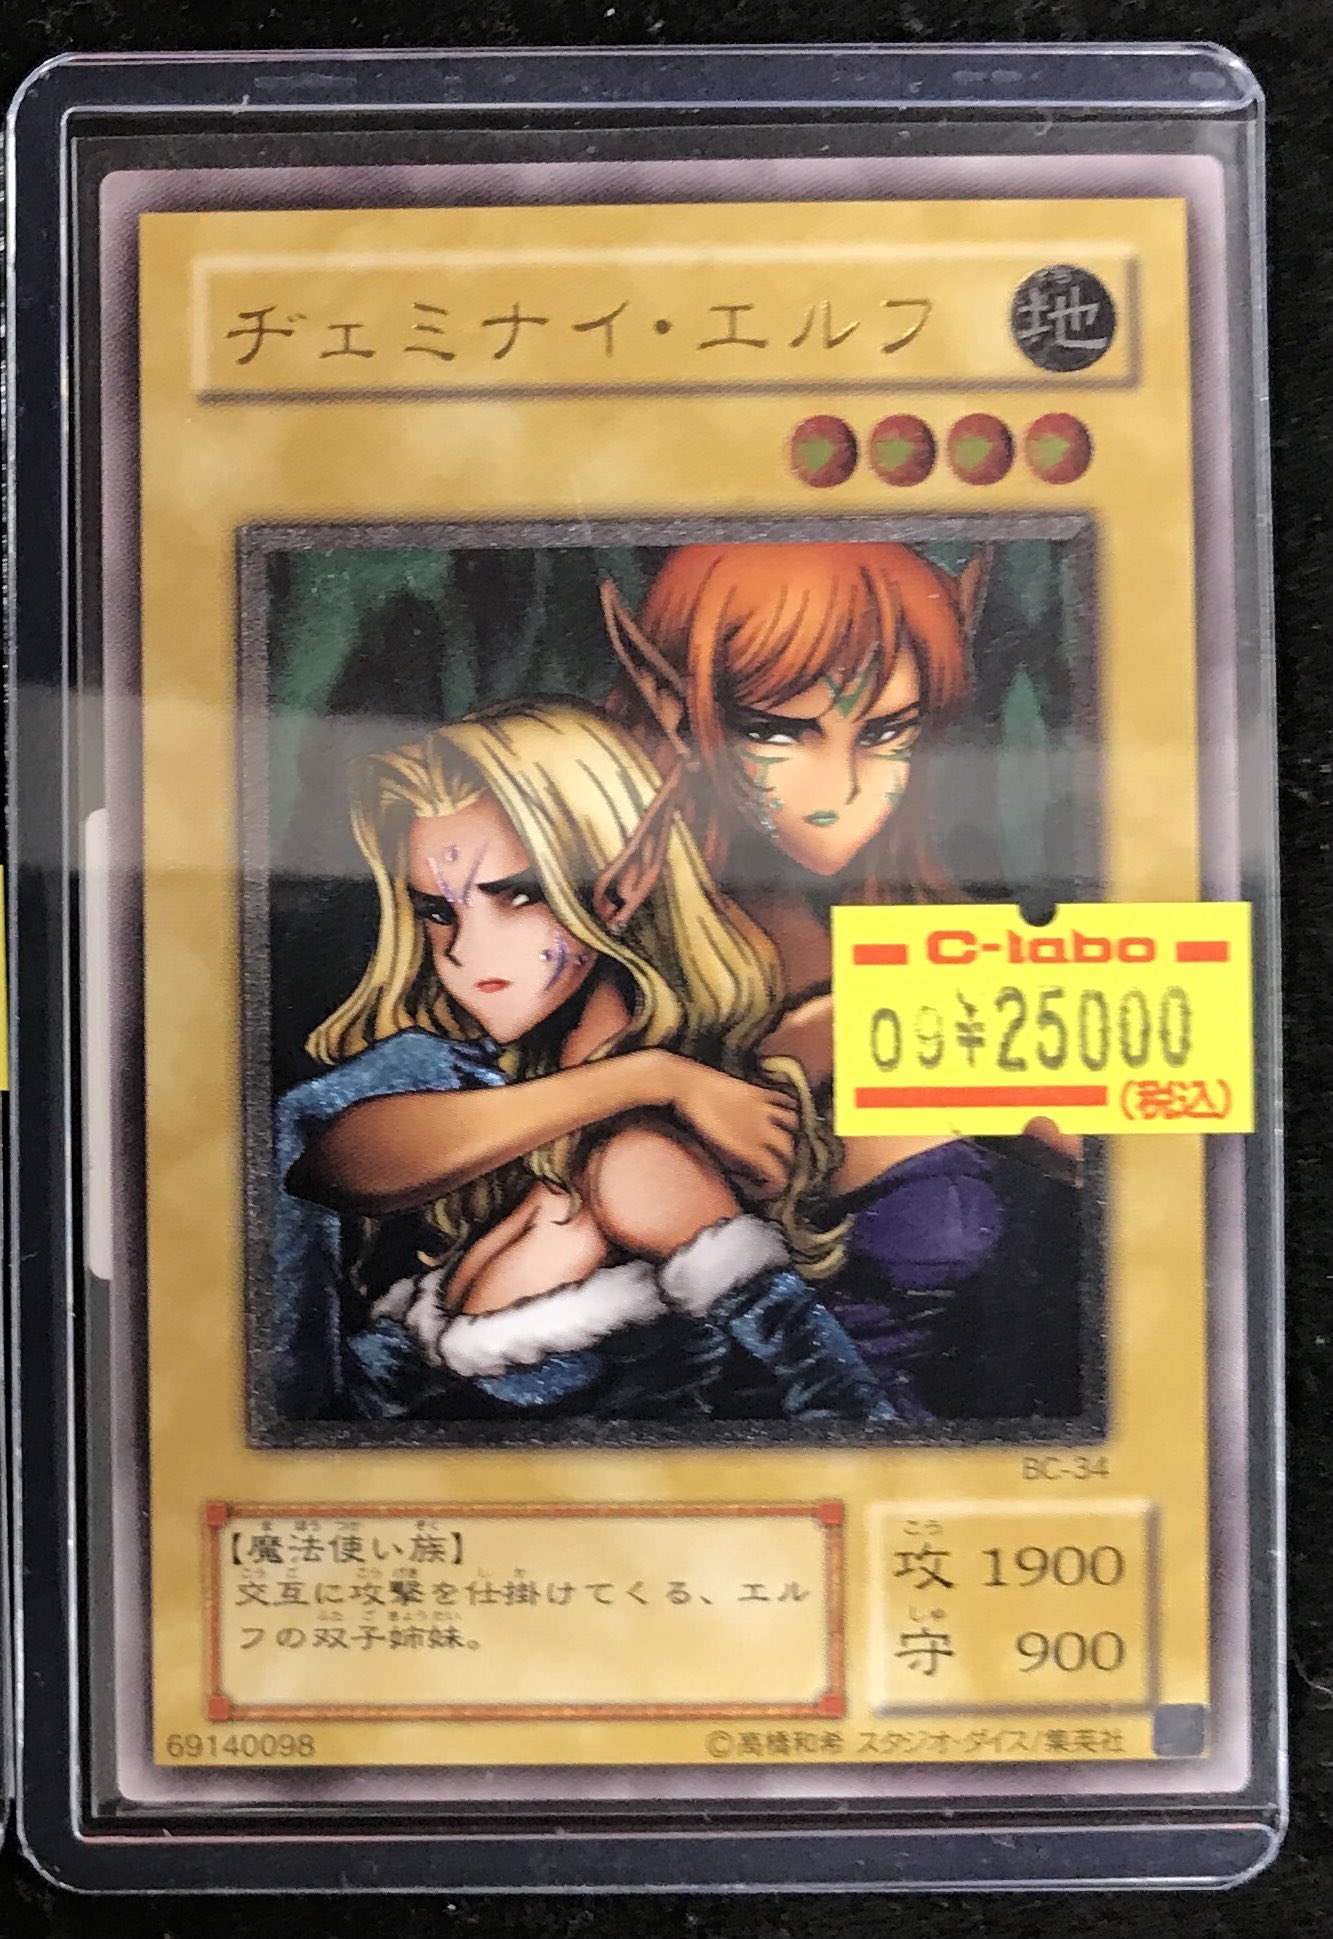 ヂェミナイ・エルフ
地
C-labo
09¥25000
(税込)
BC-34
【魔法使い族】
交互に攻撃を仕掛けてくる、エル
フの双子姉妹。
攻 1900
守 900
69140098
©高橋和希 スタジオ・ダイス/集英社